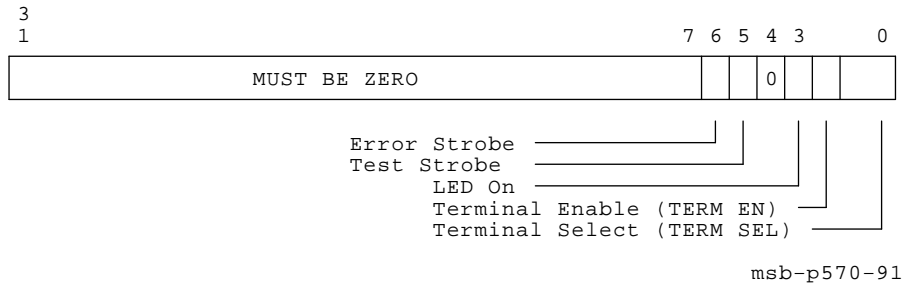 3
1 7 6 5 4 3 0
MUST BE ZERO 0
Error Strobe
Test Strobe
LED On
Terminal Enable (TERM EN)
Terminal Select (TERM SEL)
msb-p570-91